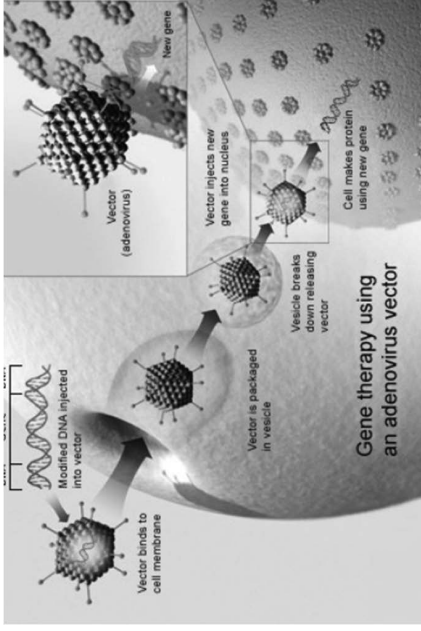 Modified DNA injected
into vector
Vector binds to
cell membrane
Vector is packaged
in vesicle
Vesicle breaks
down releasing
vector
Vector injects new
gene into nucleus
Cell makes protein
using new gene
Vector
(adenovirus)
New gene
Gene therapy using
an adenovirus vector